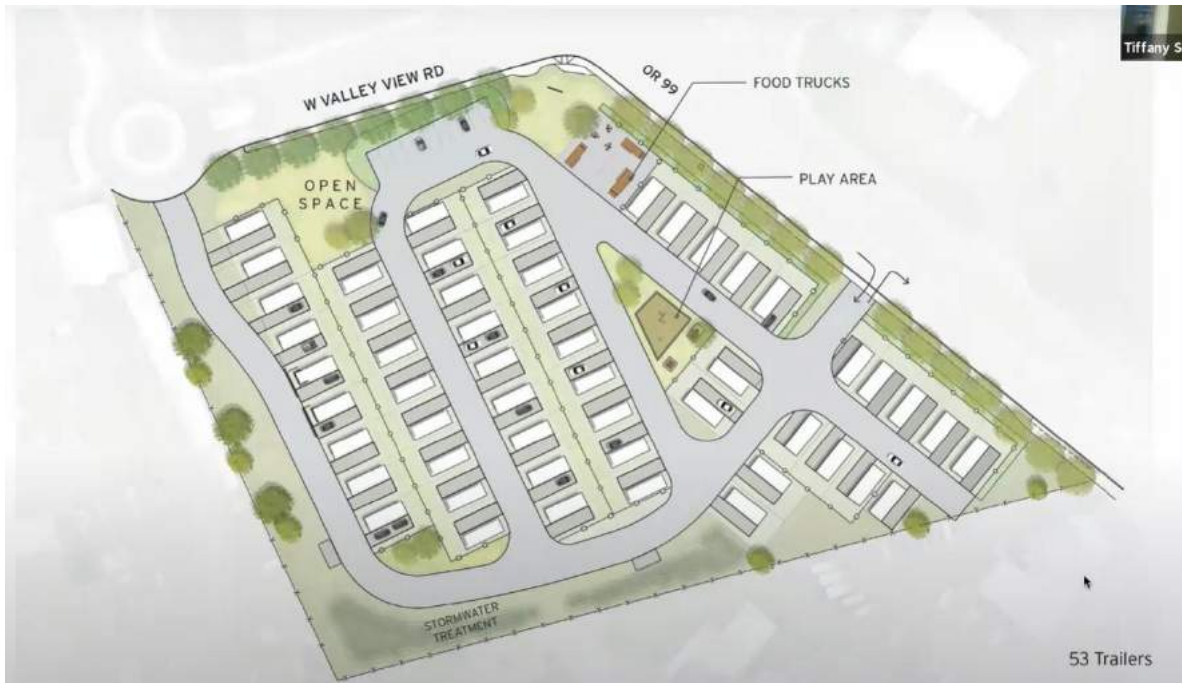 Tiffany S
W VALLEY VIEW RD
OR 99
FOOD TRUCKS
PLAY AREA
OPEN
SPACE
STORMWATER
TREATMENT
53 Trailers